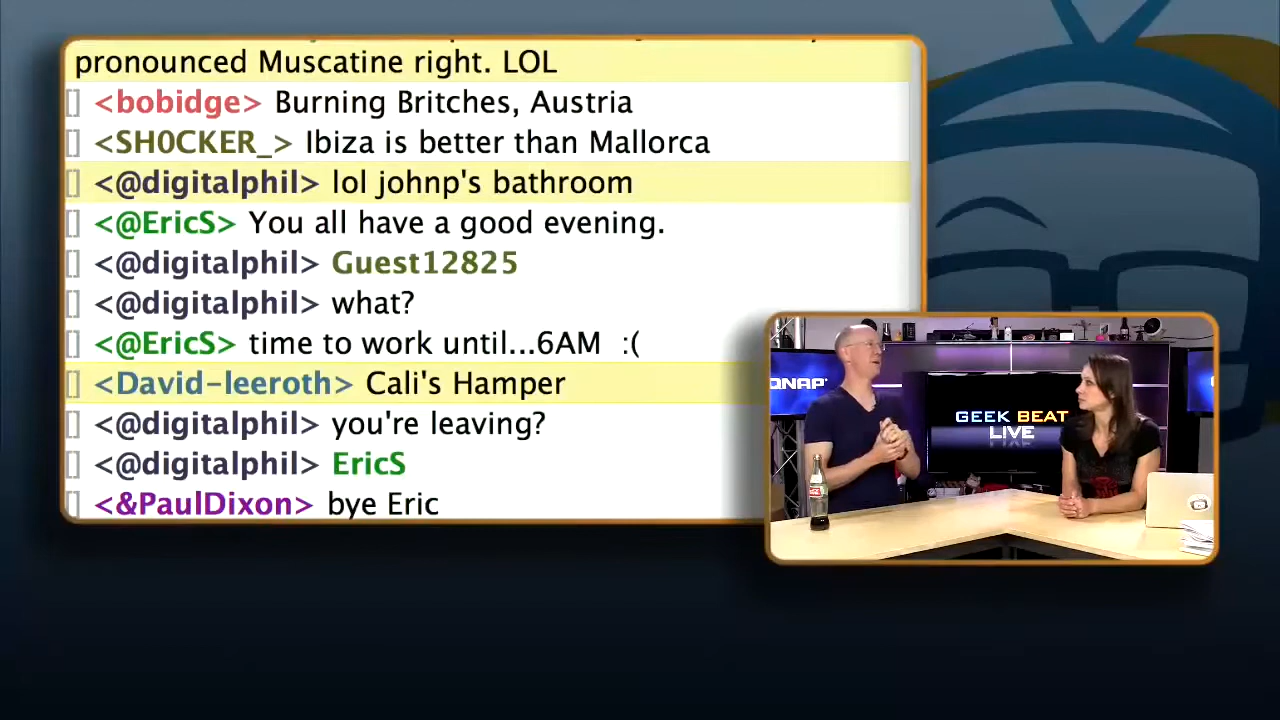 pronounced Muscatine right. LOL
[] <bobidge> Burning Britches, Austria
[] <SH0CKER_> Ibiza is better than Mallorca
[] <@digitalphil> lol johnp's bathroom
[] <@EricS> You all have a good evening.
[] <@digitalphil> Guest12825
[] <@digitalphil> what?
[] <@EricS> time to work until...6AM :(
[] <David-leeroth> Cali's Hamper
[] <@digitalphil> you're leaving?
[] <@digitalphil> EricS
[] <&PaulDixon> bye Eric
QNAP
GEEK BEAT
LIVE